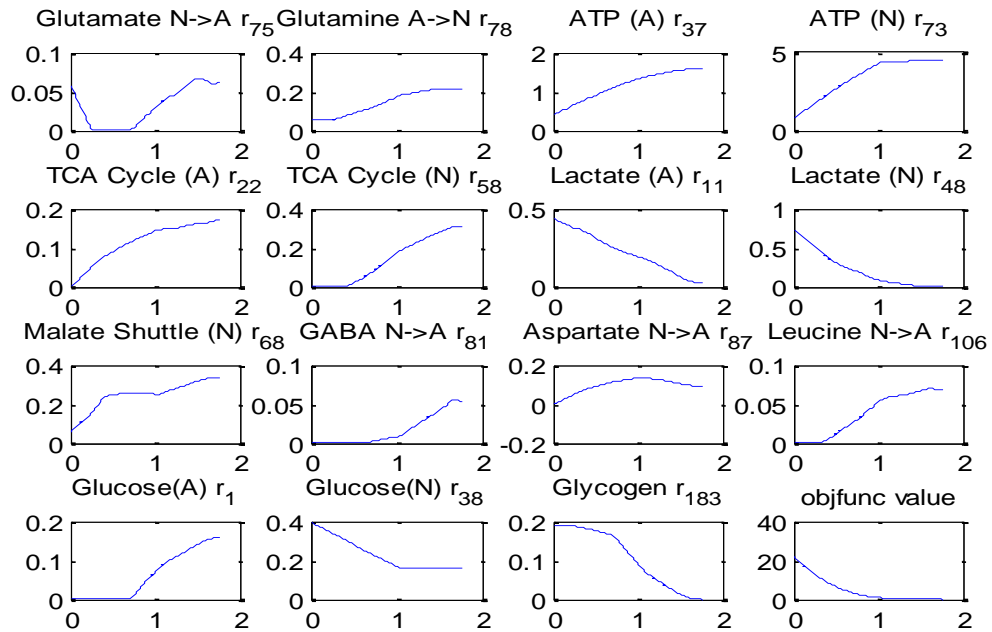 Glutamate N->A r75 Glutamine A->N r78 ATP (A) r37 ATP (N) r73
0.1 0.4 2 5
0.05 0.2 1
0 0 0 0
0 1 2 0 1 2 0 1 2 0 1 2
TCA Cycle (A) r22 TCA Cycle (N) r58 Lactate (A) r11 Lactate (N) r48
0.2 0.4 0.5 1
0.1 0.2 0.5
0 0 0 0
0 1 2 0 1 2 0 1 2 0 1 2
Malate Shuttle (N) r68 GABA N->A r81 Aspartate N->A r87 Leucine N->A r106
0.4 0.1 0.2 0.1
0.2 0.05 0 0.05
0 0 -0.2 0
0 1 2 0 1 2 0 1 2 0 1 2
Glucose(A) r1 Glucose(N) r38 Glycogen r183 objfunc value
0.2 0.4 0.2 40
0.1 0.2 0.1 20
0 0 0 0
0 1 2 0 1 2 0 1 2 0 1 2